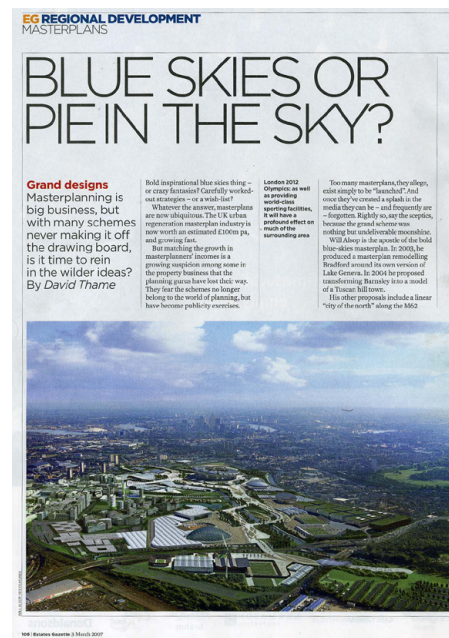 EG REGIONAL DEVELOPMENT
MASTERPLANS
BLUE SKIES OR
PIE IN THE SKY?
Grand designs
Masterplanning is
big business, but
with many schemes
never making it off
the drawing board,
is it time to rein
in the wilder ideas?
By David Thame
Bold inspirational blue skies thing –
or crazy fantasies? Carefully worked-
out strategies – or a wish-list?
Whatever the answer, masterplans
are now ubiquitous. The UK urban
regeneration masterplan industry is
now worth an estimated £100m pa,
and growing fast.
But matching the growth in
masterplanners' incomes is a
growing suspicion among some in
the property business that the
planning gurus have lost their way.
They fear the schemes no longer
belong to the world of planning, but
have become publicity exercises.
London 2012
Olympics: as well
as providing
world-class
sporting facilities,
it will have a
profound effect on
much of the
surrounding area
Too many masterplans, they allege,
exist simply to be "launched". And
once they've created a splash in the
media they can be – and frequently are
– forgotten. Rightly so, say the sceptics,
because the grand scheme was
nothing but undeliverable moonshine.
Will Alsop is the apostle of the bold
blue-skies masterplan. In 2003, he
produced a masterplan remodelling
Bradford around its own version of
Lake Geneva. In 2004 he proposed
transforming Barnsley into a model
of a Tuscan hill town.
His other proposals include a linear
"city of the north" along the M62
108 | Estates Gazette 3 March 2007